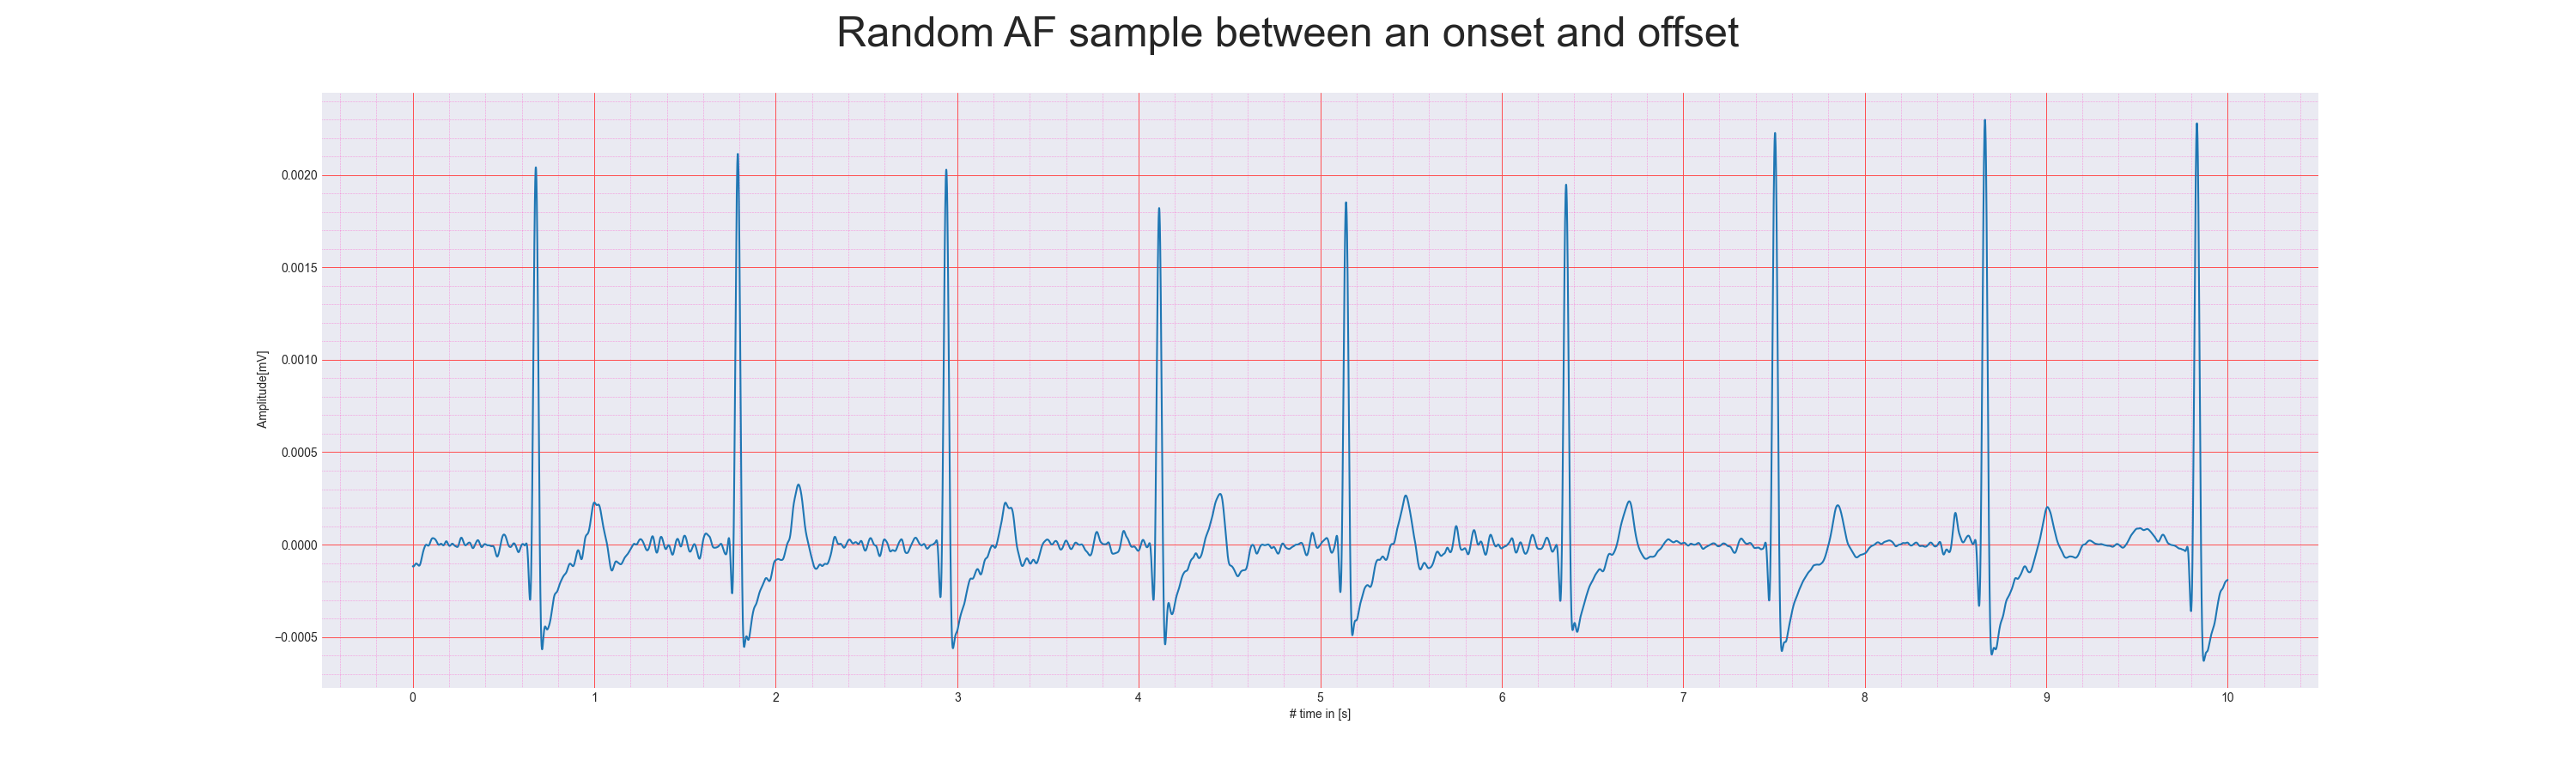 Random AF sample between an onset and offset
Amplitude[mV]
0.0020
0.0015
0.0010
0.0005
0.0000
−0.0005
0 1 2 3 4 5 6 7 8 9 10
# time in [s]